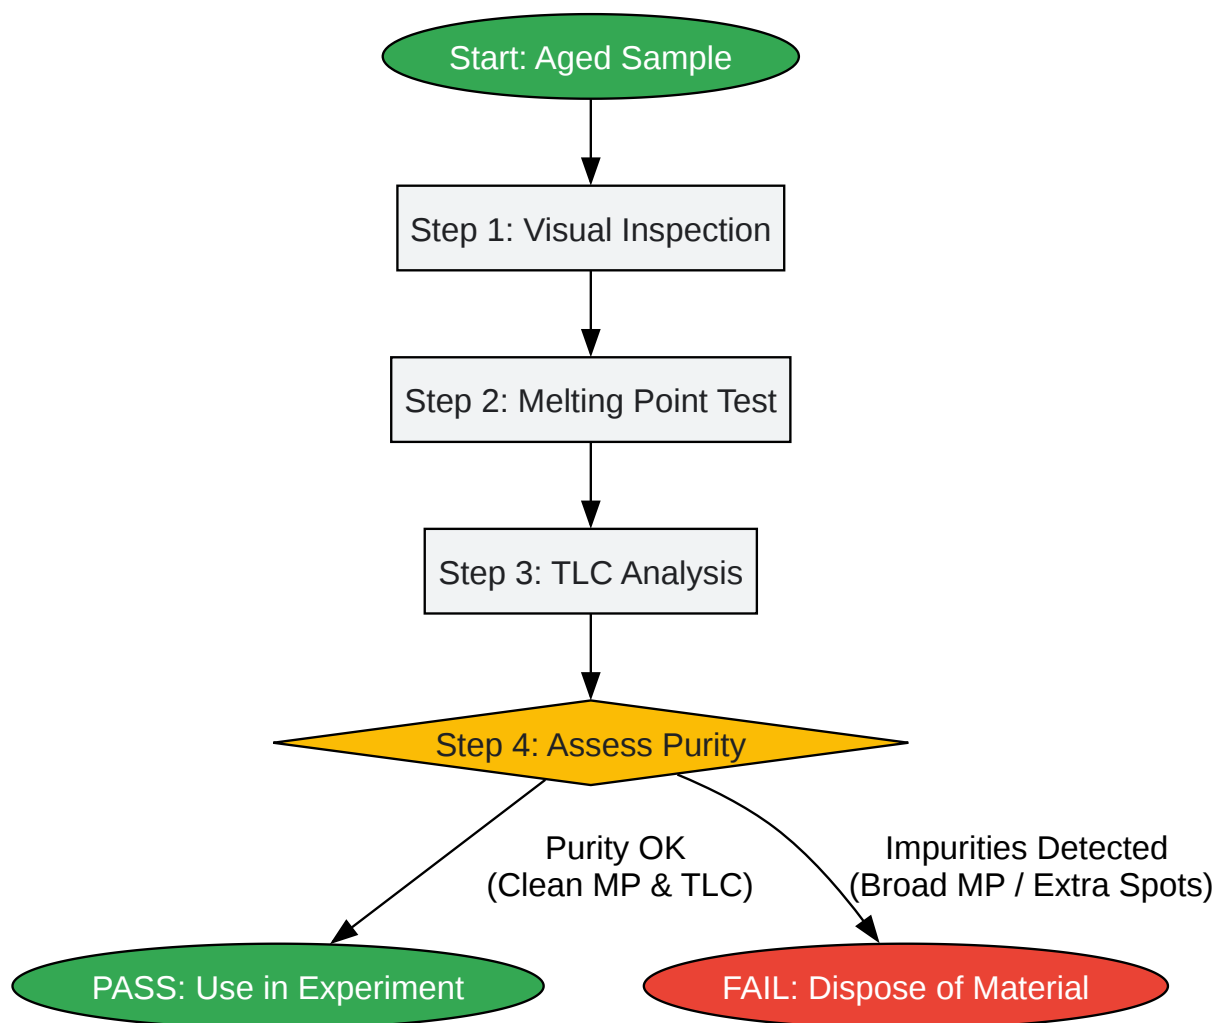 Start: Aged Sample
Step 1: Visual Inspection
Step 2: Melting Point Test
Step 3: TLC Analysis
Step 4: Assess Purity
Purity OK
(Clean MP & TLC)
Impurities Detected
(Broad MP / Extra Spots)
PASS: Use in Experiment
FAIL: Dispose of Material